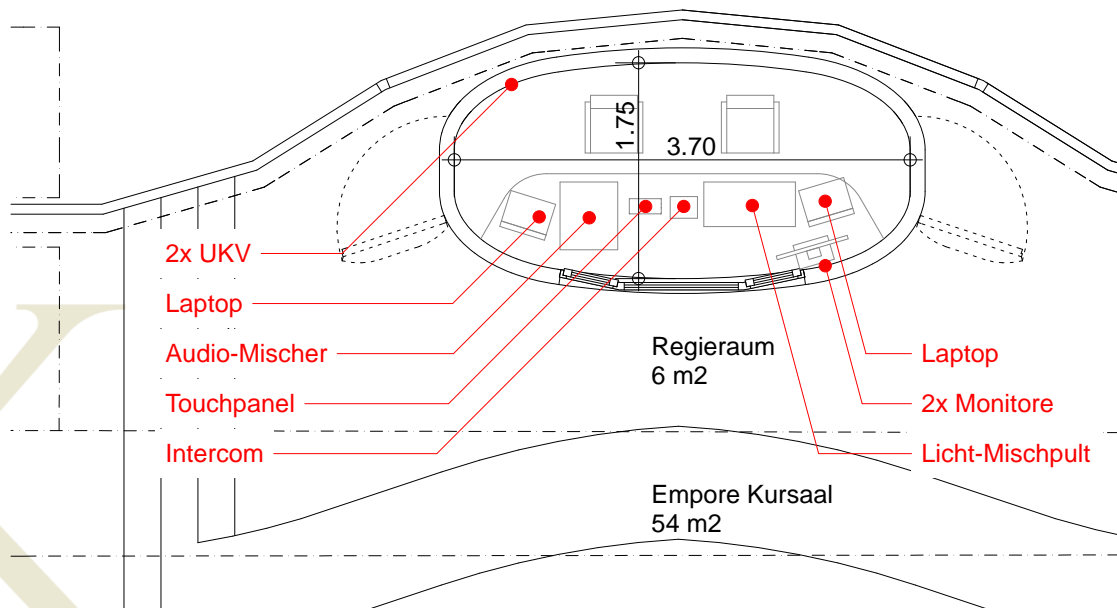 1.75
3.70
2x UKV
Laptop
Audio-Mischer
Touchpanel
Intercom
Regieraum
6 m2
Laptop
2x Monitore
Licht-Mischpult
Empore Kursaal
54 m2